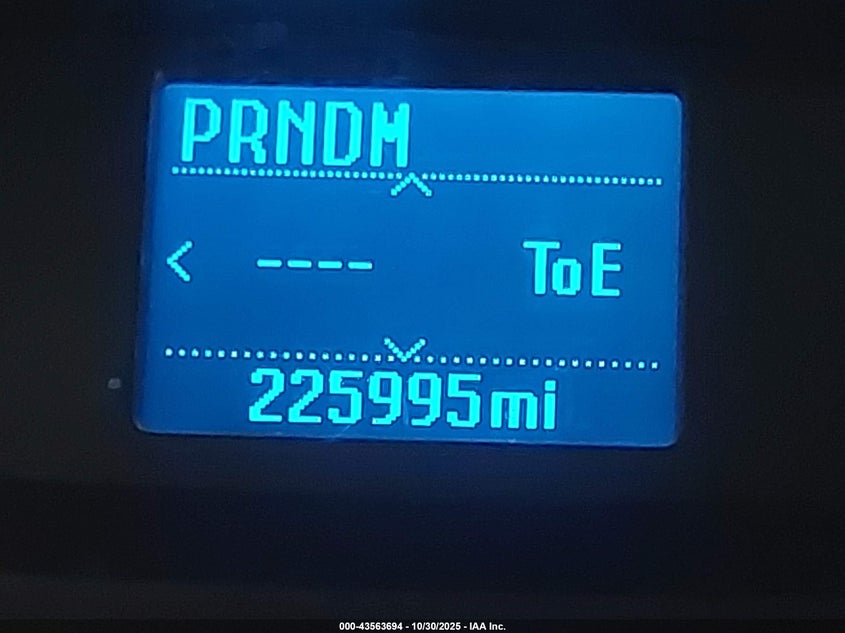 PRNDM
< ---- ToE
225995mi
000-43563694 - 10/30/2025 - IAA Inc.